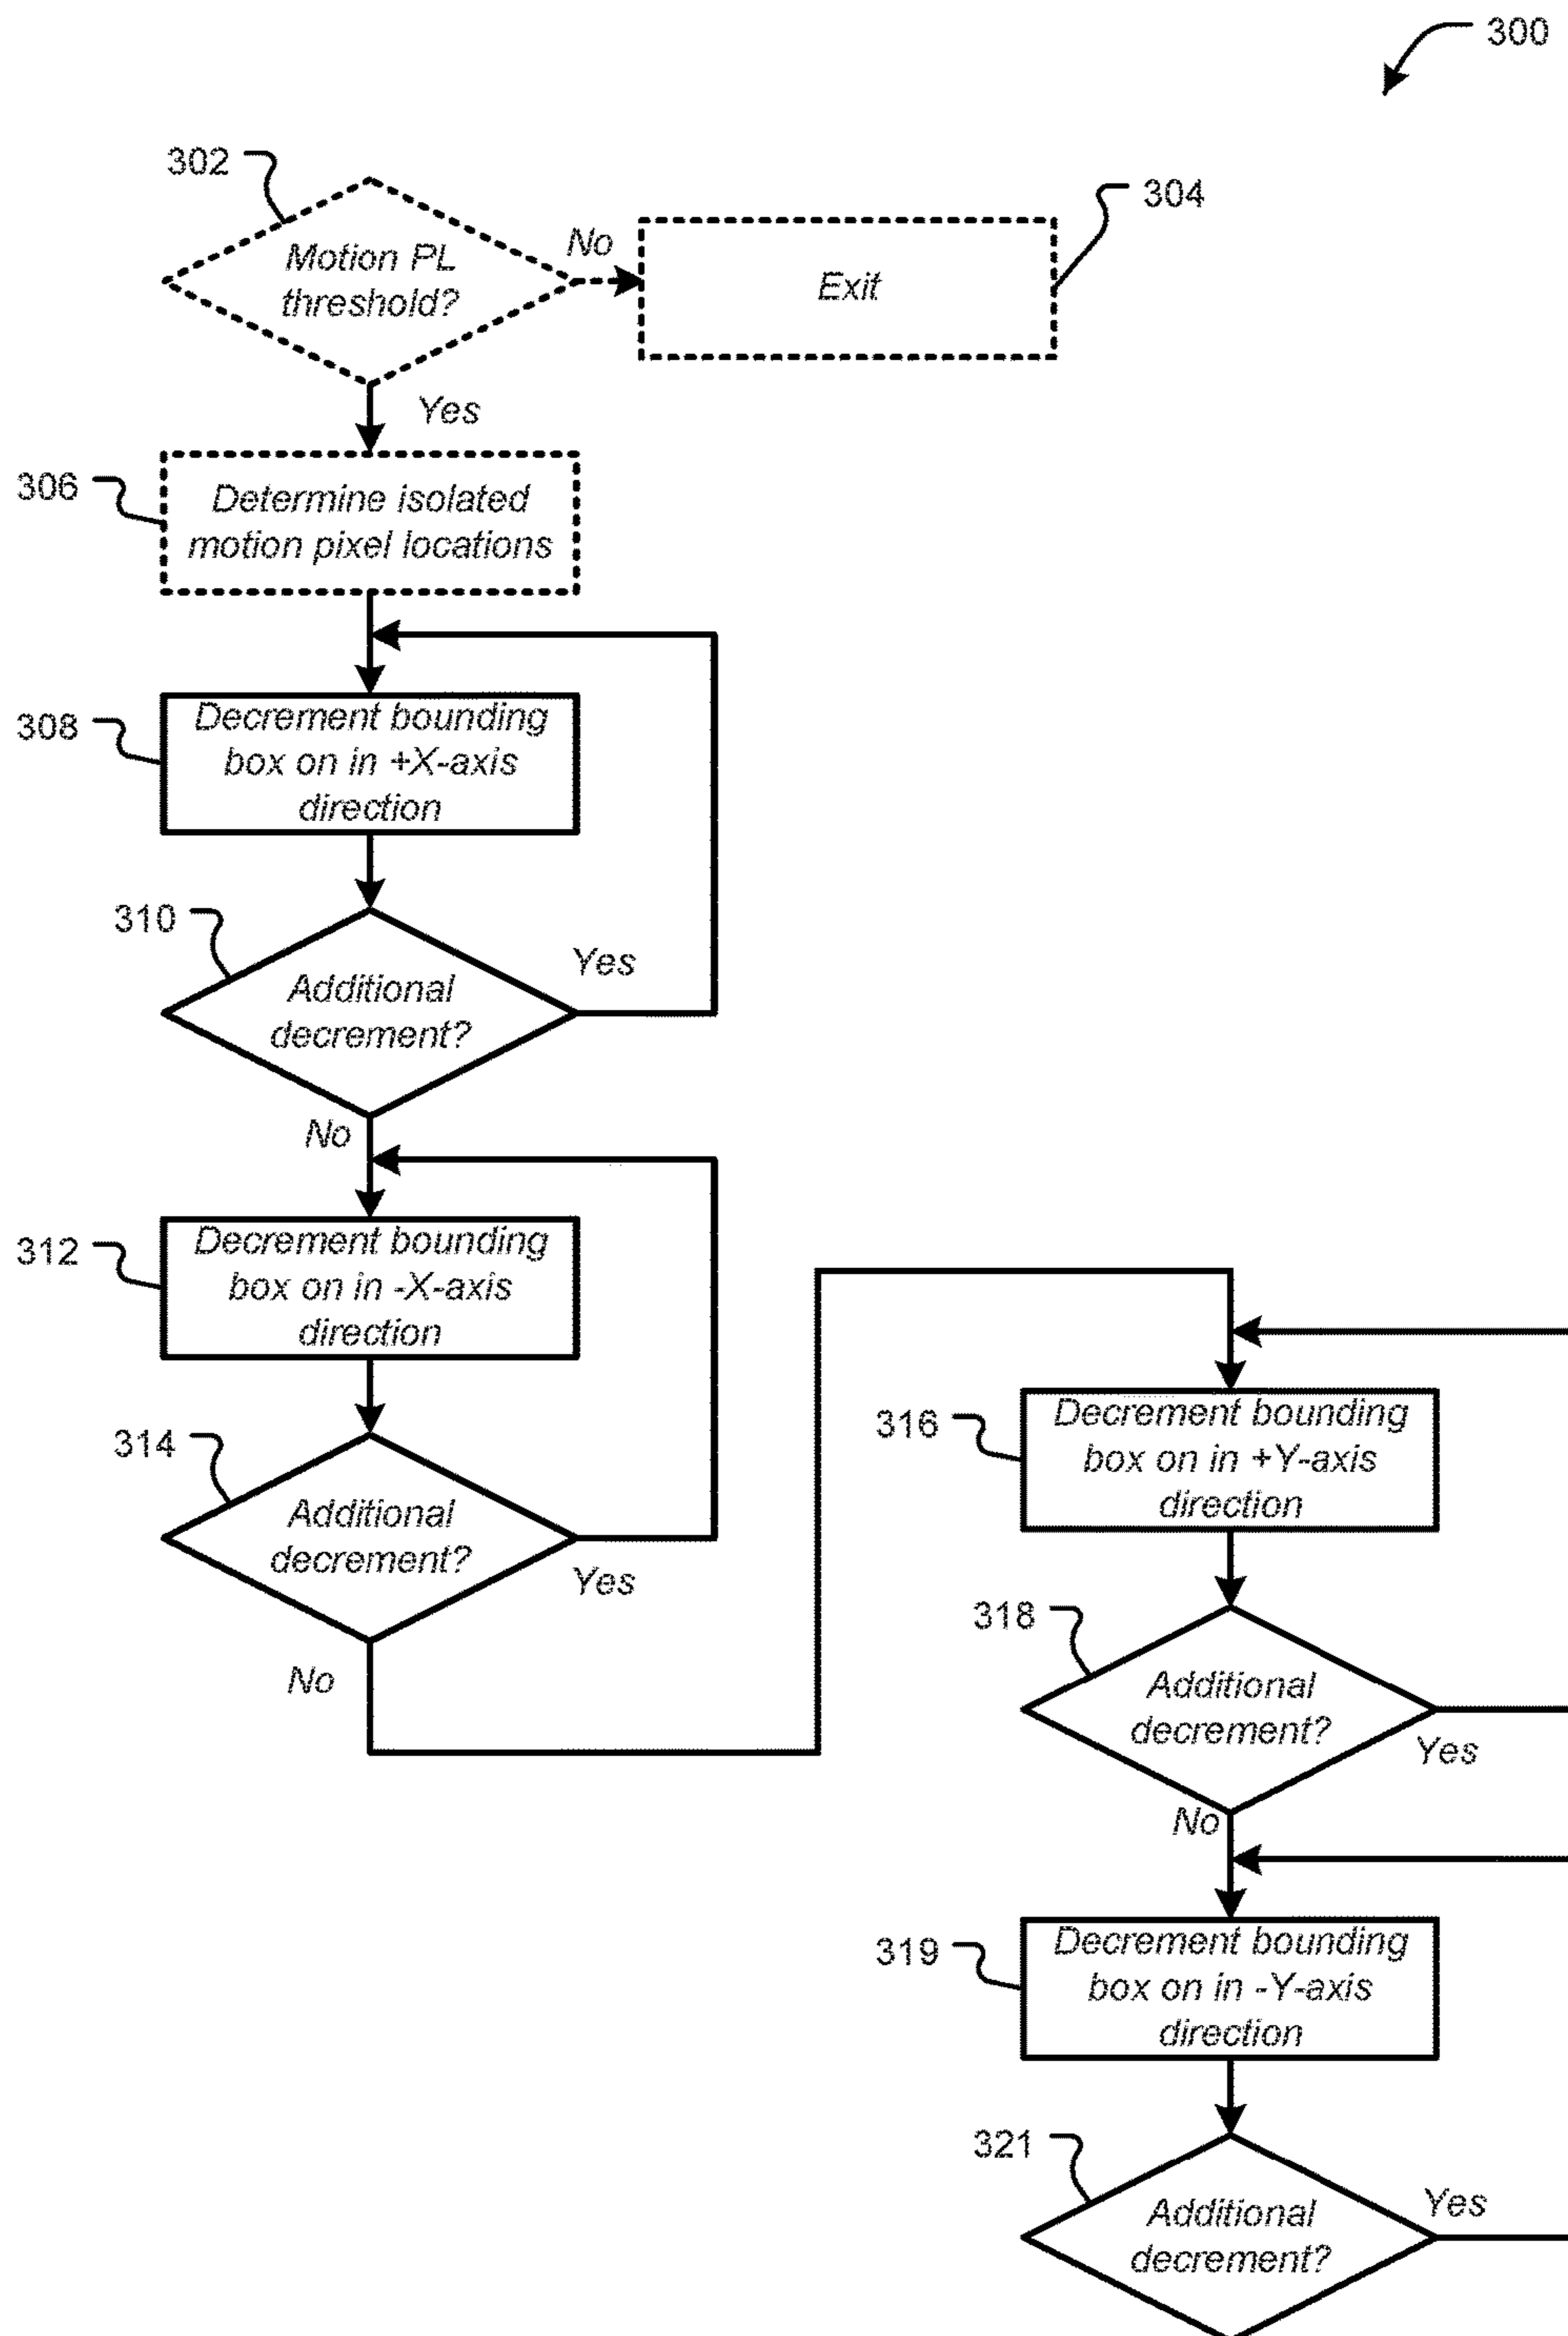 300
302
Motion PL
threshold?
No
304
Exit
Yes
306
Determine isolated
motion pixel locations
308
Decrement bounding
box on in +X-axis
direction
310
Additional
decrement?
Yes
No
312
Decrement bounding
box on in -X-axis
direction
314
Additional
decrement?
Yes
No
316
Decrement bounding
box on in +Y-axis
direction
318
Additional
decrement?
Yes
No
319
Decrement bounding
box on in -Y-axis
direction
321
Additional
decrement?
Yes